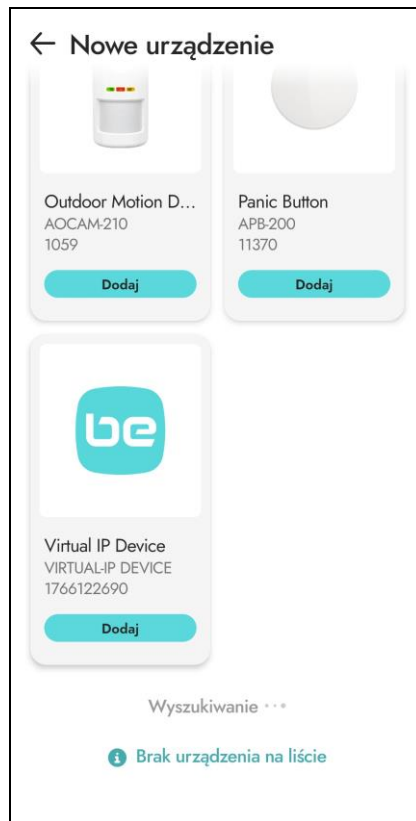 ← Nowe urządzenie
Outdoor Motion D...
AOCAM-210
1059
Dodaj
Panic Button
APB-200
11370
Dodaj
be
Virtual IP Device
VIRTUAL-IP DEVICE
1766122690
Dodaj
Wyszukiwanie ...
Brak urządzenia na liście